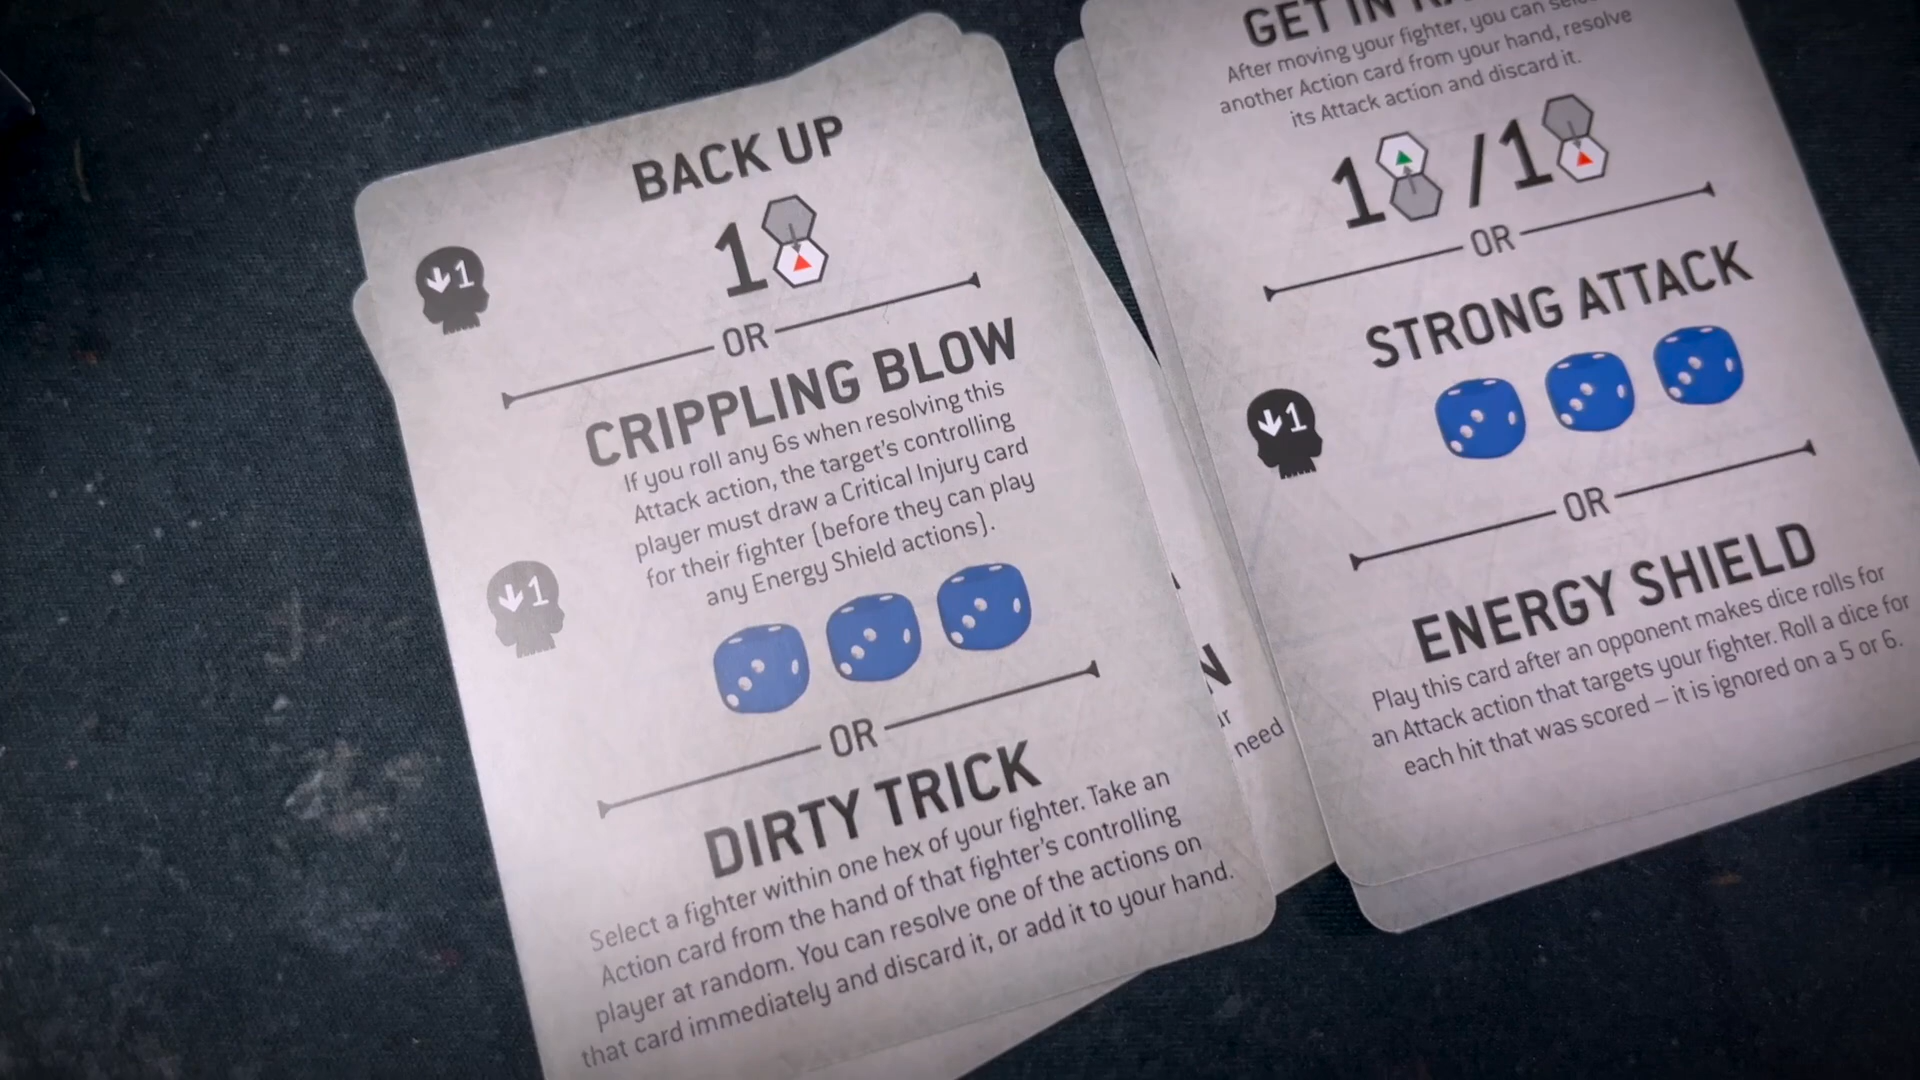 BACK UP
1
1
OR
CRIPPLING BLOW
If you roll any 6s when resolving this
Attack action, the target's controlling
player must draw a Critical Injury card
for their fighter (before they can play
any Energy Shield actions).
1
OR
DIRTY TRICK
Select a fighter within one hex of your fighter. Take an
Action card from the hand of that fighter's controlling
player at random. You can resolve one of the actions on
that card immediately and discard it, or add it to your hand.
N
need
GET IN
After moving your fighter, you can
another Action card from your hand, resolve
its Attack action and discard it.
1 / 1
OR
STRONG ATTACK
1
OR
ENERGY SHIELD
Play this card after an opponent makes dice rolls for
an Attack action that targets your fighter. Roll a dice for
each hit that was scored – it is ignored on a 5 or 6.